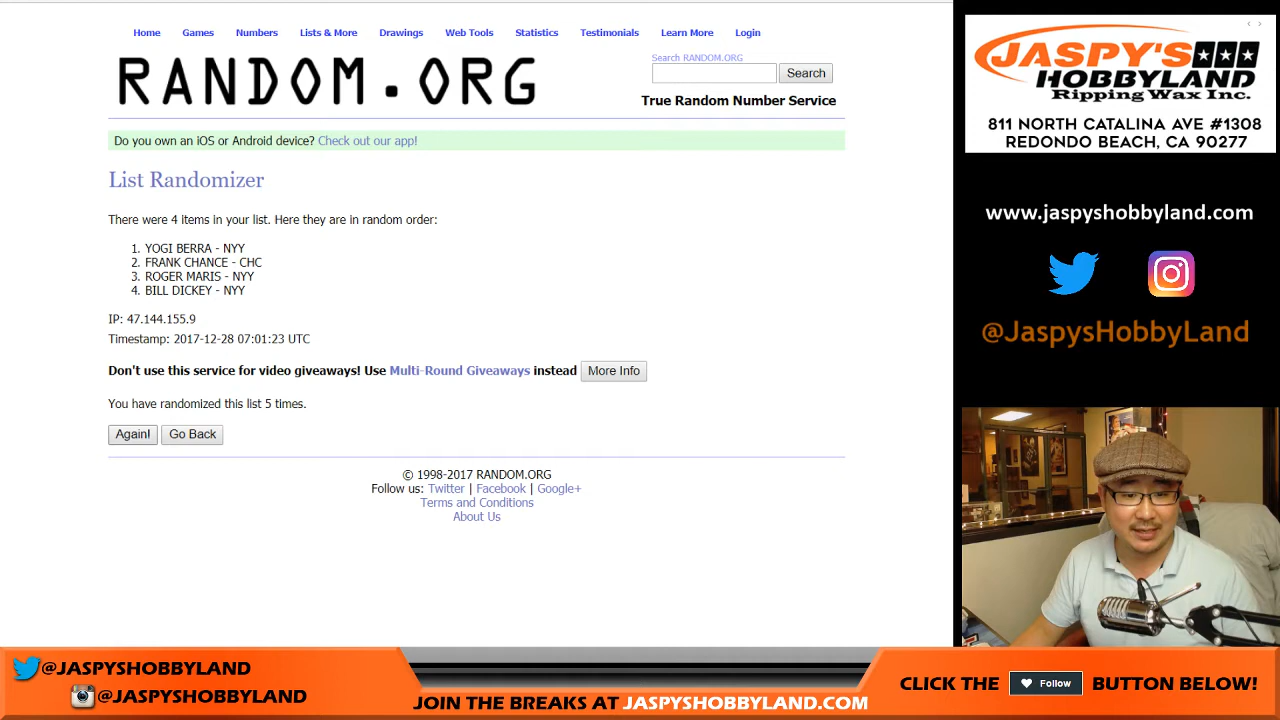 Home Games Numbers Lists & More Drawings Web Tools Statistics Testimonials Learn More Login
RANDOM.ORG
Search RANDOM.ORG
Search
True Random Number Service
Do you own an iOS or Android device? Check out our app!
List Randomizer
There were 4 items in your list. Here they are in random order:
1. YOGI BERRA - NYY
2. FRANK CHANCE - CHC
3. ROGER MARIS - NYY
4. BILL DICKEY - NYY
IP: 47.144.155.9
Timestamp: 2017-12-28 07:01:23 UTC
Don't use this service for video giveaways! Use Multi-Round Giveaways instead More Info
You have randomized this list 5 times.
Again! Go Back
© 1998-2017 RANDOM.ORG
Follow us: Twitter | Facebook | Google+
Terms and Conditions
About Us
JASPY'S
HOBBYLAND
Ripping Wax Inc.
811 NORTH CATALINA AVE #1308
REDONDO BEACH, CA 90277
www.jaspyshobbyland.com
@JaspysHobbyLand
@JASPYSHOBBYLAND
@JASPYSHOBBYLAND
JOIN THE BREAKS AT JASPYSHOBBYLAND.COM
CLICK THE Follow BUTTON BELOW!